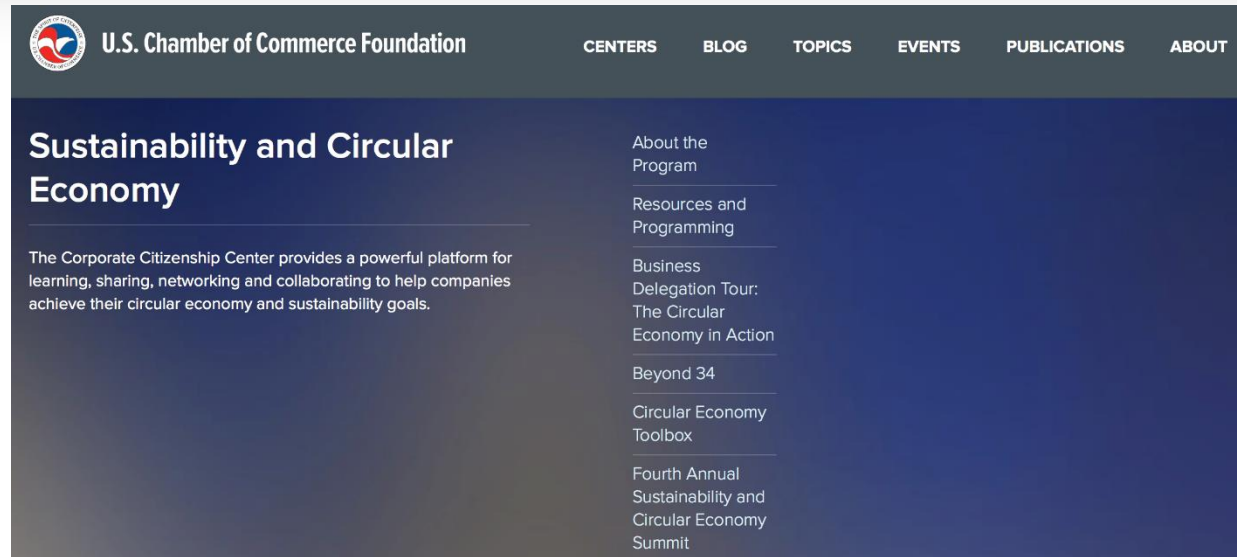 U.S. Chamber of Commerce Foundation
CENTERS BLOG TOPICS EVENTS PUBLICATIONS ABOUT
Sustainability and Circular
Economy
The Corporate Citizenship Center provides a powerful platform for
learning, sharing, networking and collaborating to help companies
achieve their circular economy and sustainability goals.
About the
Program
Resources and
Programming
Business
Delegation Tour:
The Circular
Economy in Action
Beyond 34
Circular Economy
Toolbox
Fourth Annual
Sustainability and
Circular Economy
Summit